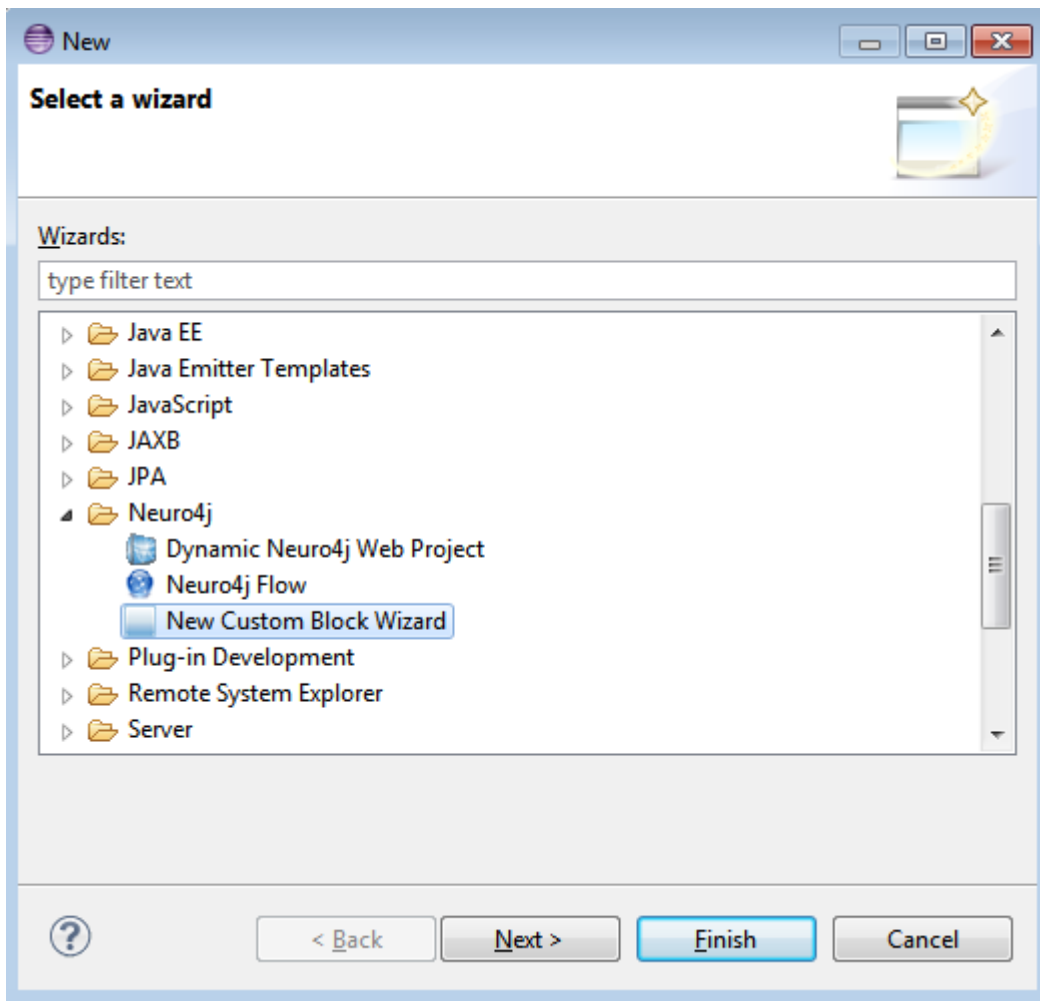 New
Select a wizard
Wizards:
type filter text
Java EE
Java Emitter Templates
JavaScript
JAXB
JPA
Neuro4j
Dynamic Neuro4j Web Project
Neuro4j Flow
New Custom Block Wizard
Plug-in Development
Remote System Explorer
Server
? < Back Next > Finish Cancel